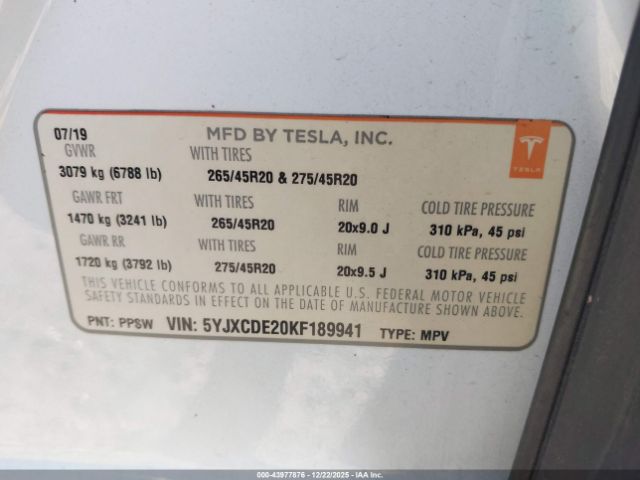 07/19 MFD BY TESLA, INC.
GVWR WITH TIRES
3079 kg (6788 lb) 265/45R20 & 275/45R20
TESLA
GAWR FRT WITH TIRES RIM COLD TIRE PRESSURE
1470 kg (3241 lb) 265/45R20 20x9.0 J 310 kPa, 45 psi
GAWR RR WITH TIRES RIM COLD TIRE PRESSURE
1720 kg (3792 lb) 275/45R20 20x9.5 J 310 kPa, 45 psi
THIS VEHICLE CONFORMS TO ALL APPLICABLE U.S. FEDERAL MOTOR VEHICLE
SAFETY STANDARDS IN EFFECT ON THE DATE OF MANUFACTURE SHOWN ABOVE.
PNT: PPSW VIN: 5YJXCDE20KF189941 TYPE: MPV
000-43977876 • 12/22/2025 • IAA Inc.